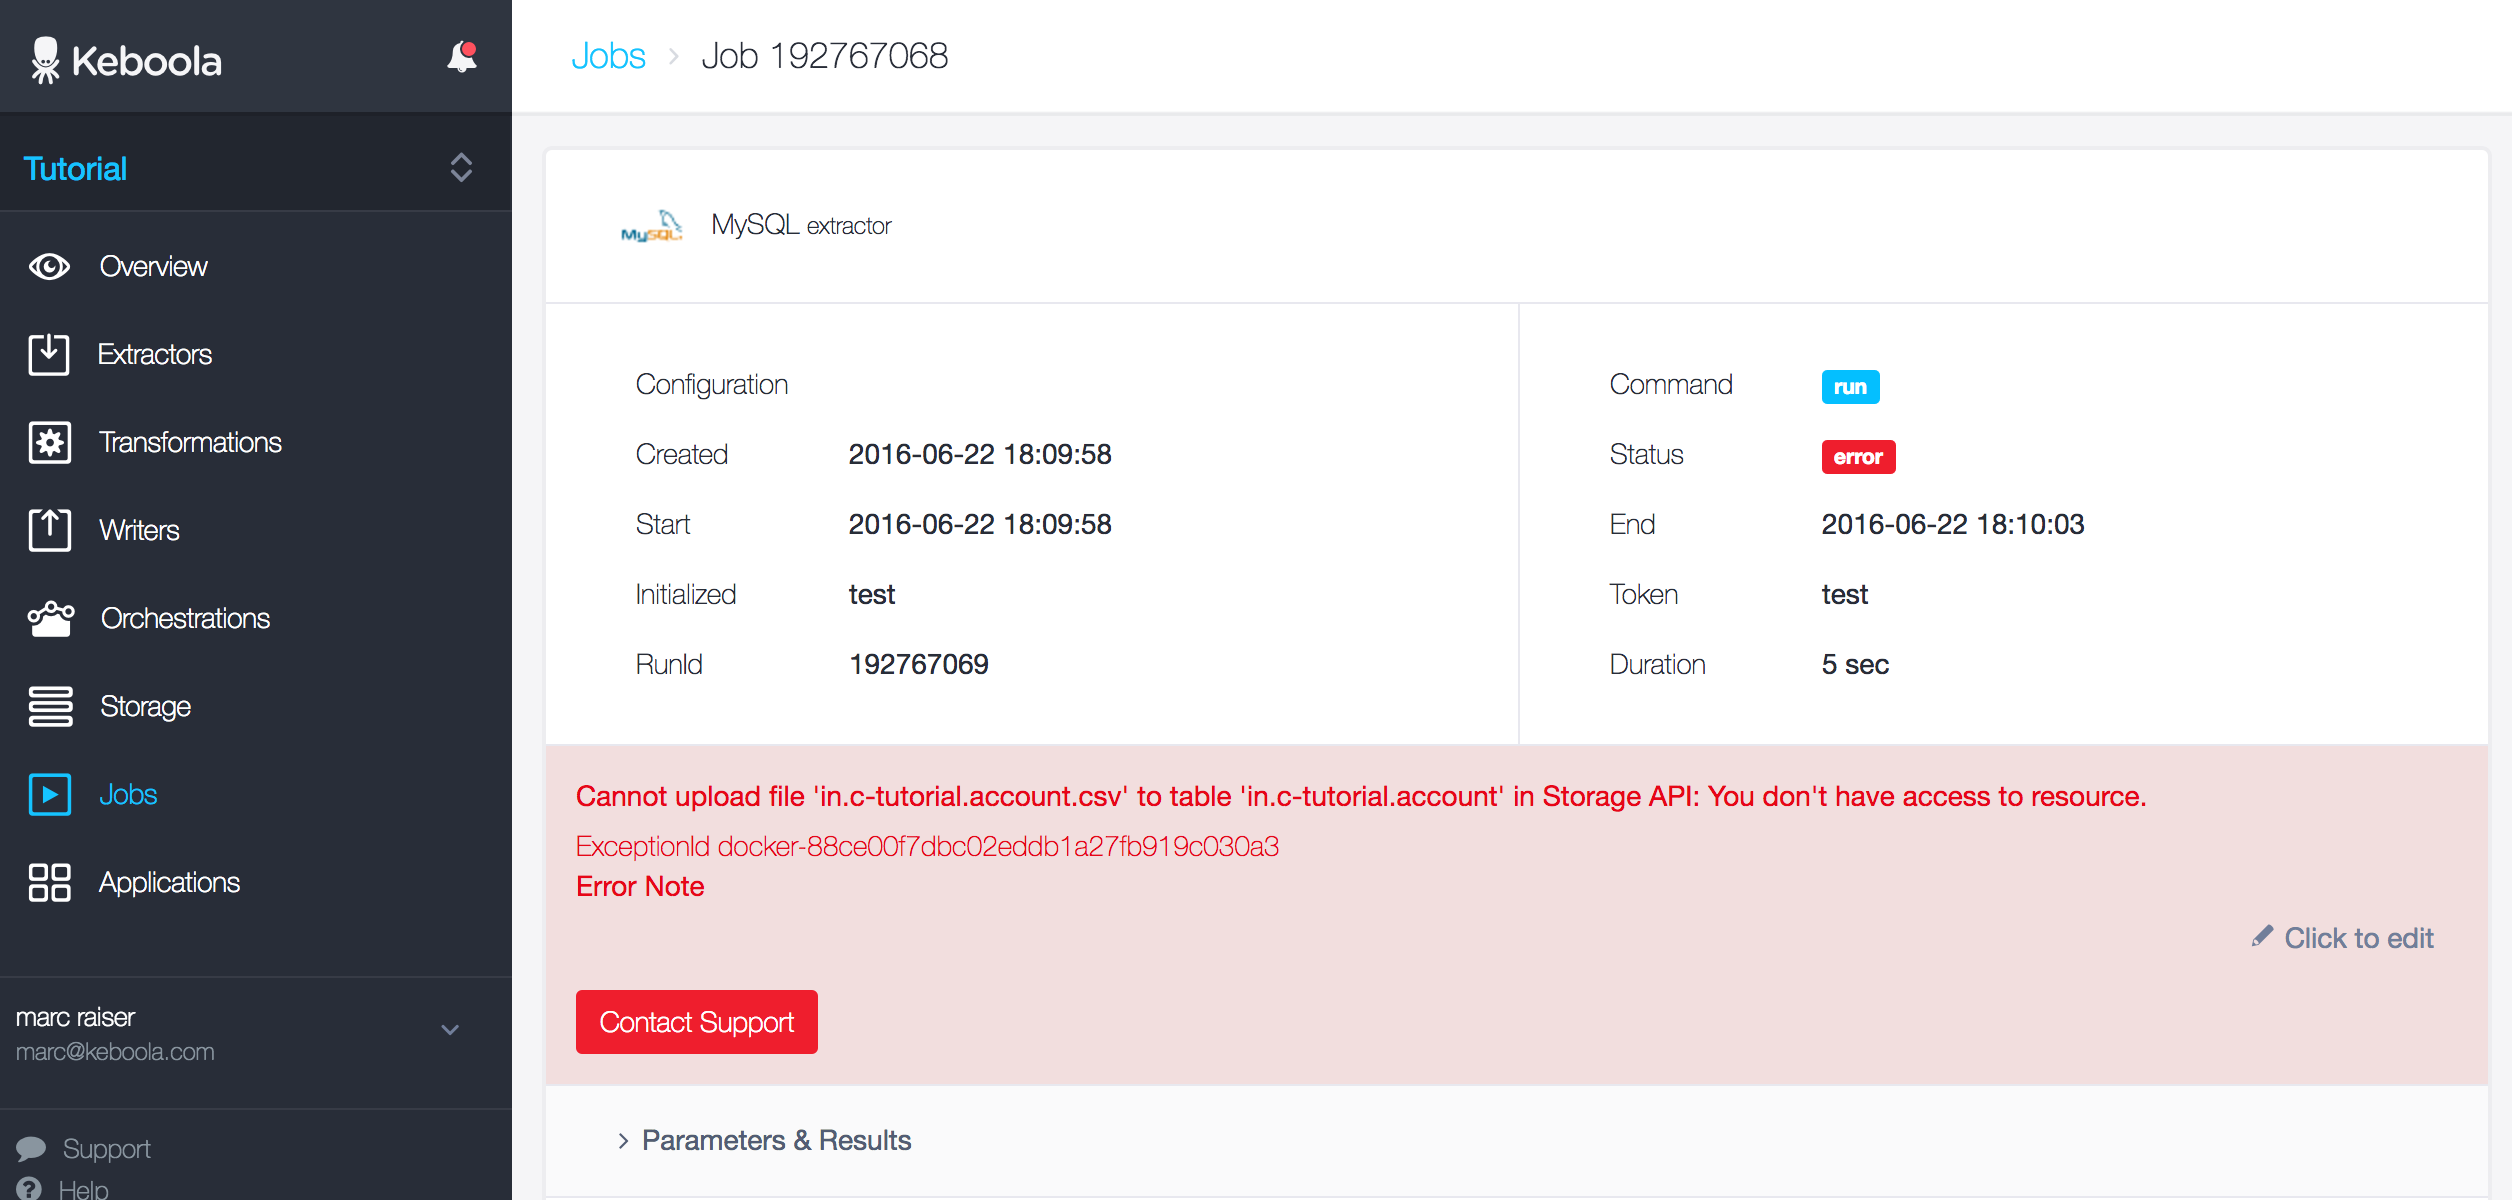 Keboola
Jobs > Job 192767068
Tutorial
Overview
Extractors
Transformations
Writers
Orchestrations
Storage
Jobs
Applications
marc raiser
marc@keboola.com
Support
Help
MySQL
MySQL extractor
Configuration
Created 2016-06-22 18:09:58
Start 2016-06-22 18:09:58
Initialized test
RunId 192767069
Command run
Status error
End 2016-06-22 18:10:03
Token test
Duration 5 sec
Cannot upload file 'in.c-tutorial.account.csv' to table 'in.c-tutorial.account' in Storage API: You don't have access to resource.
ExceptionId docker-88ce00f7dbc02eddb1a27fb919c030a3
Error Note
Click to edit
Contact Support
Parameters & Results